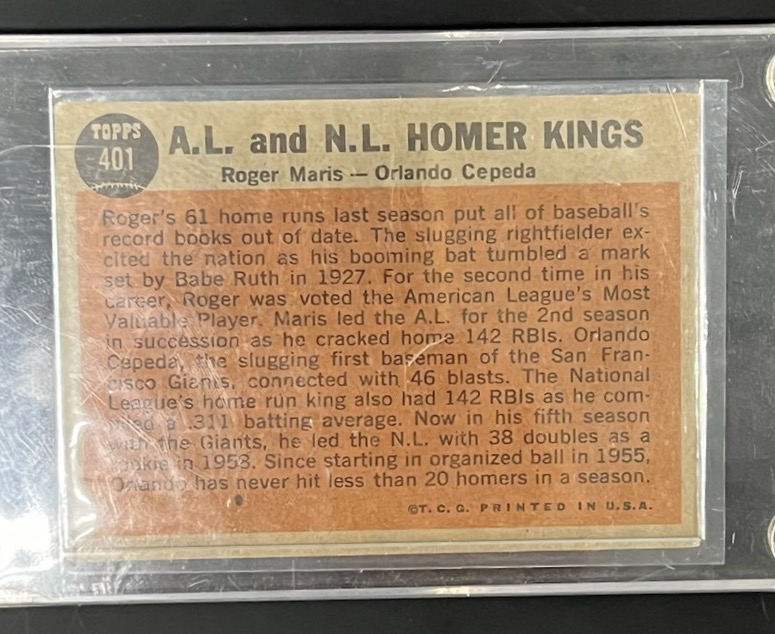 TOPPS
401
A.L. and N.L. HOMER KINGS
Roger Maris — Orlando Cepeda
Roger's 61 home runs last season put all of baseball's
record books out of date. The slugging rightfielder ex-
cited the nation as his booming bat tumbled a mark
set by Babe Ruth in 1927. For the second time in his
career, Roger was voted the American League's Most
Valuable Player. Maris led the A.L. for the 2nd season
in succession as he cracked home 142 RBIs. Orlando
Cepeda, the slugging first baseman of the San Fran-
cisco Giants, connected with 46 blasts. The National
League's home run king also had 142 RBIs as he com-
piled a .311 batting average. Now in his fifth season
with the Giants, he led the N.L. with 38 doubles as a
rookie in 1958. Since starting in organized ball in 1955,
Orlando has never hit less than 20 homers in a season.
©T. C. G. PRINTED IN U.S.A.